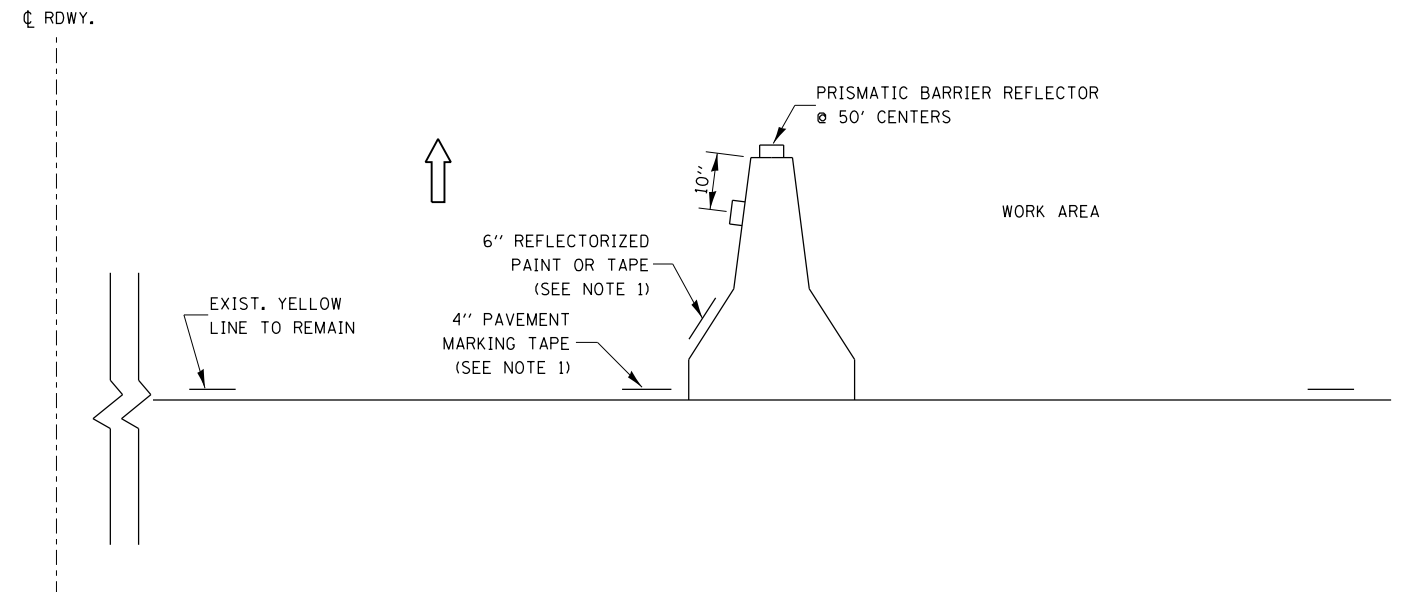 ℄ RDWY.
PRISMATIC BARRIER REFLECTOR
@ 50' CENTERS
10''
WORK AREA
6'' REFLECTORIZED
PAINT OR TAPE
(SEE NOTE 1)
EXIST. YELLOW
LINE TO REMAIN
4'' PAVEMENT
MARKING TAPE
(SEE NOTE 1)